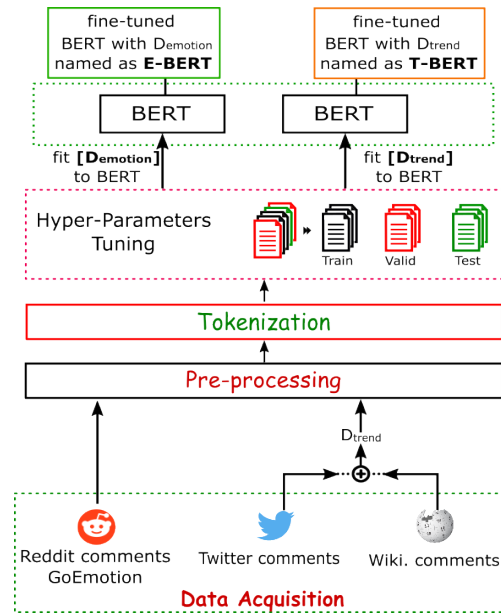 fine-tuned
BERT with Demotion
named as E-BERT
fine-tuned
BERT with Dtrend
named as T-BERT
BERT
BERT
fit [Demotion]
to BERT
fit [Dtrend]
to BERT
Hyper-Parameters
Tuning
Train
Valid
Test
Tokenization
Pre-processing
Dtrend
Reddit comments
GoEmotion
Twitter comments
Wiki. comments
Data Acquisition